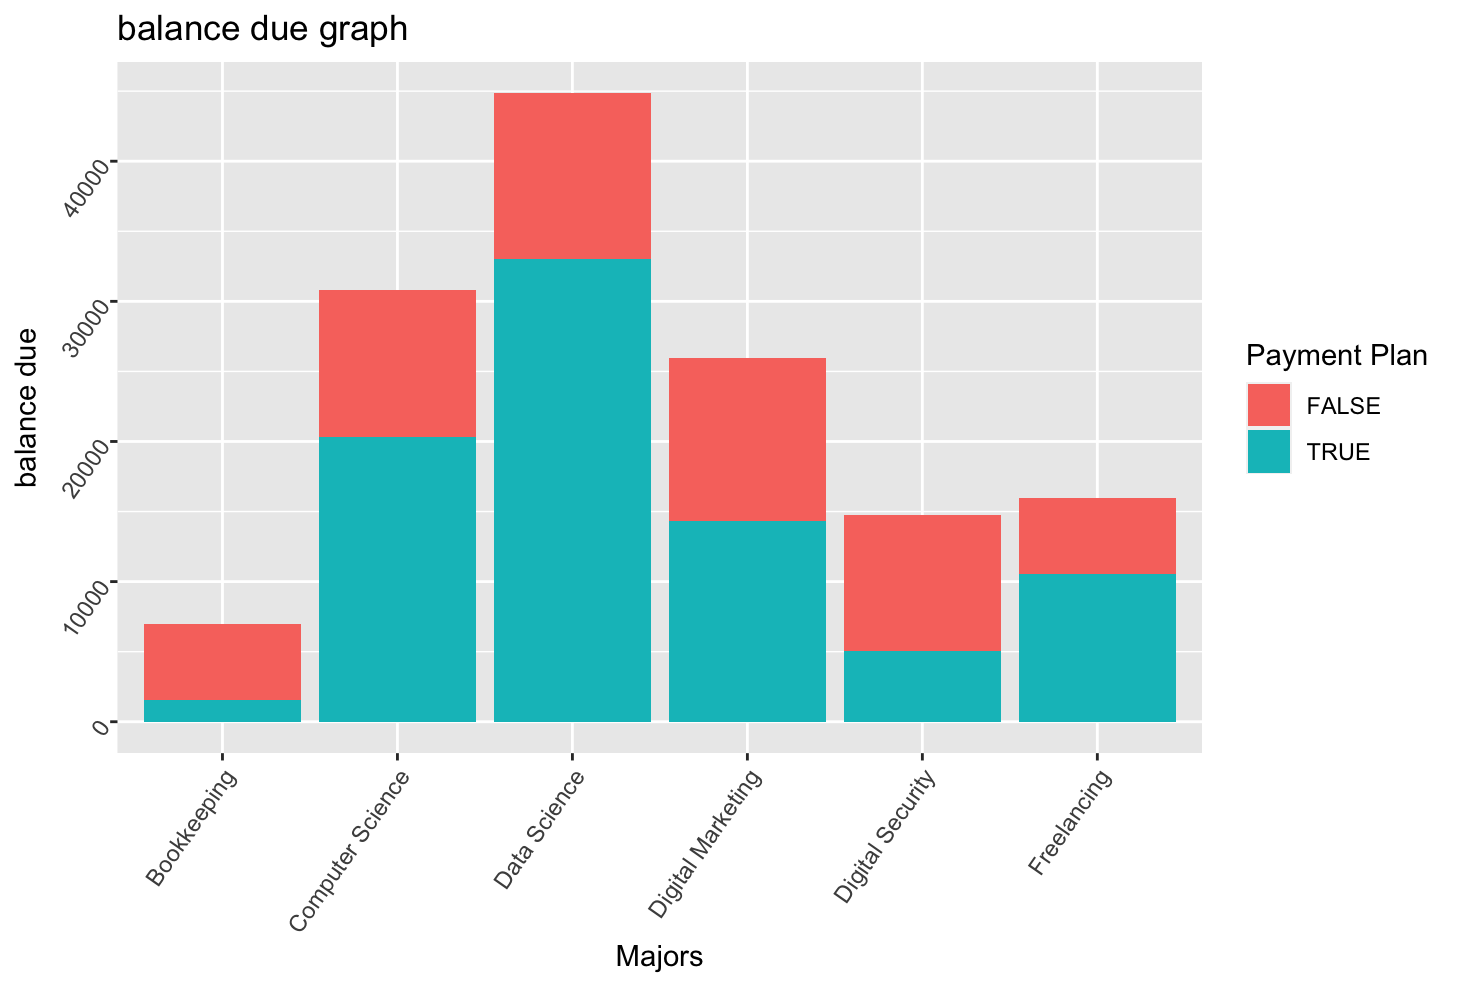 balance due graph
balance due
40000
30000
20000
10000
0
Bookkeeping
Computer Science
Data Science
Digital Marketing
Digital Security
Freelancing
Majors
Payment Plan
FALSE
TRUE